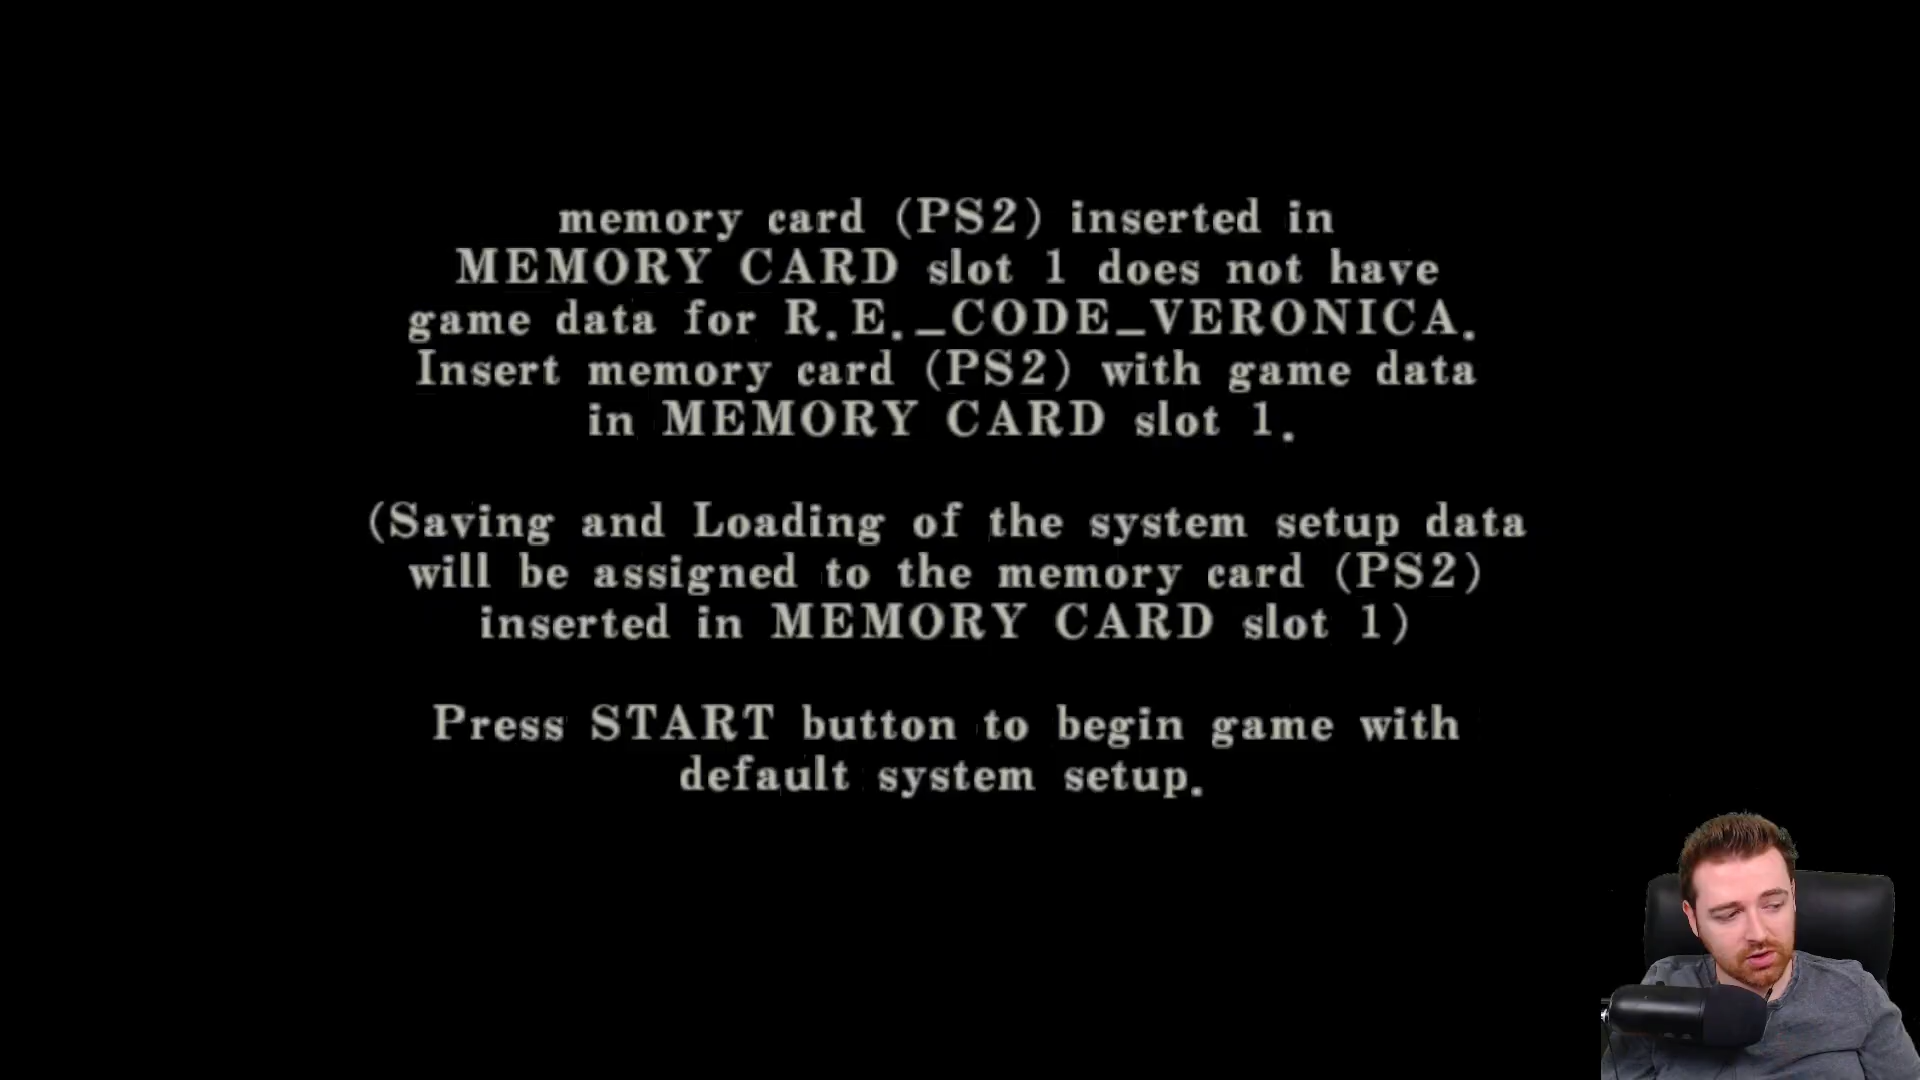 memory card (PS2) inserted in
MEMORY CARD slot 1 does not have
game data for R.E._CODE_VERONICA.
Insert memory card (PS2) with game data
in MEMORY CARD slot 1.
(Saving and Loading of the system setup data
will be assigned to the memory card (PS2)
inserted in MEMORY CARD slot 1)
Press START button to begin game with
default system setup.